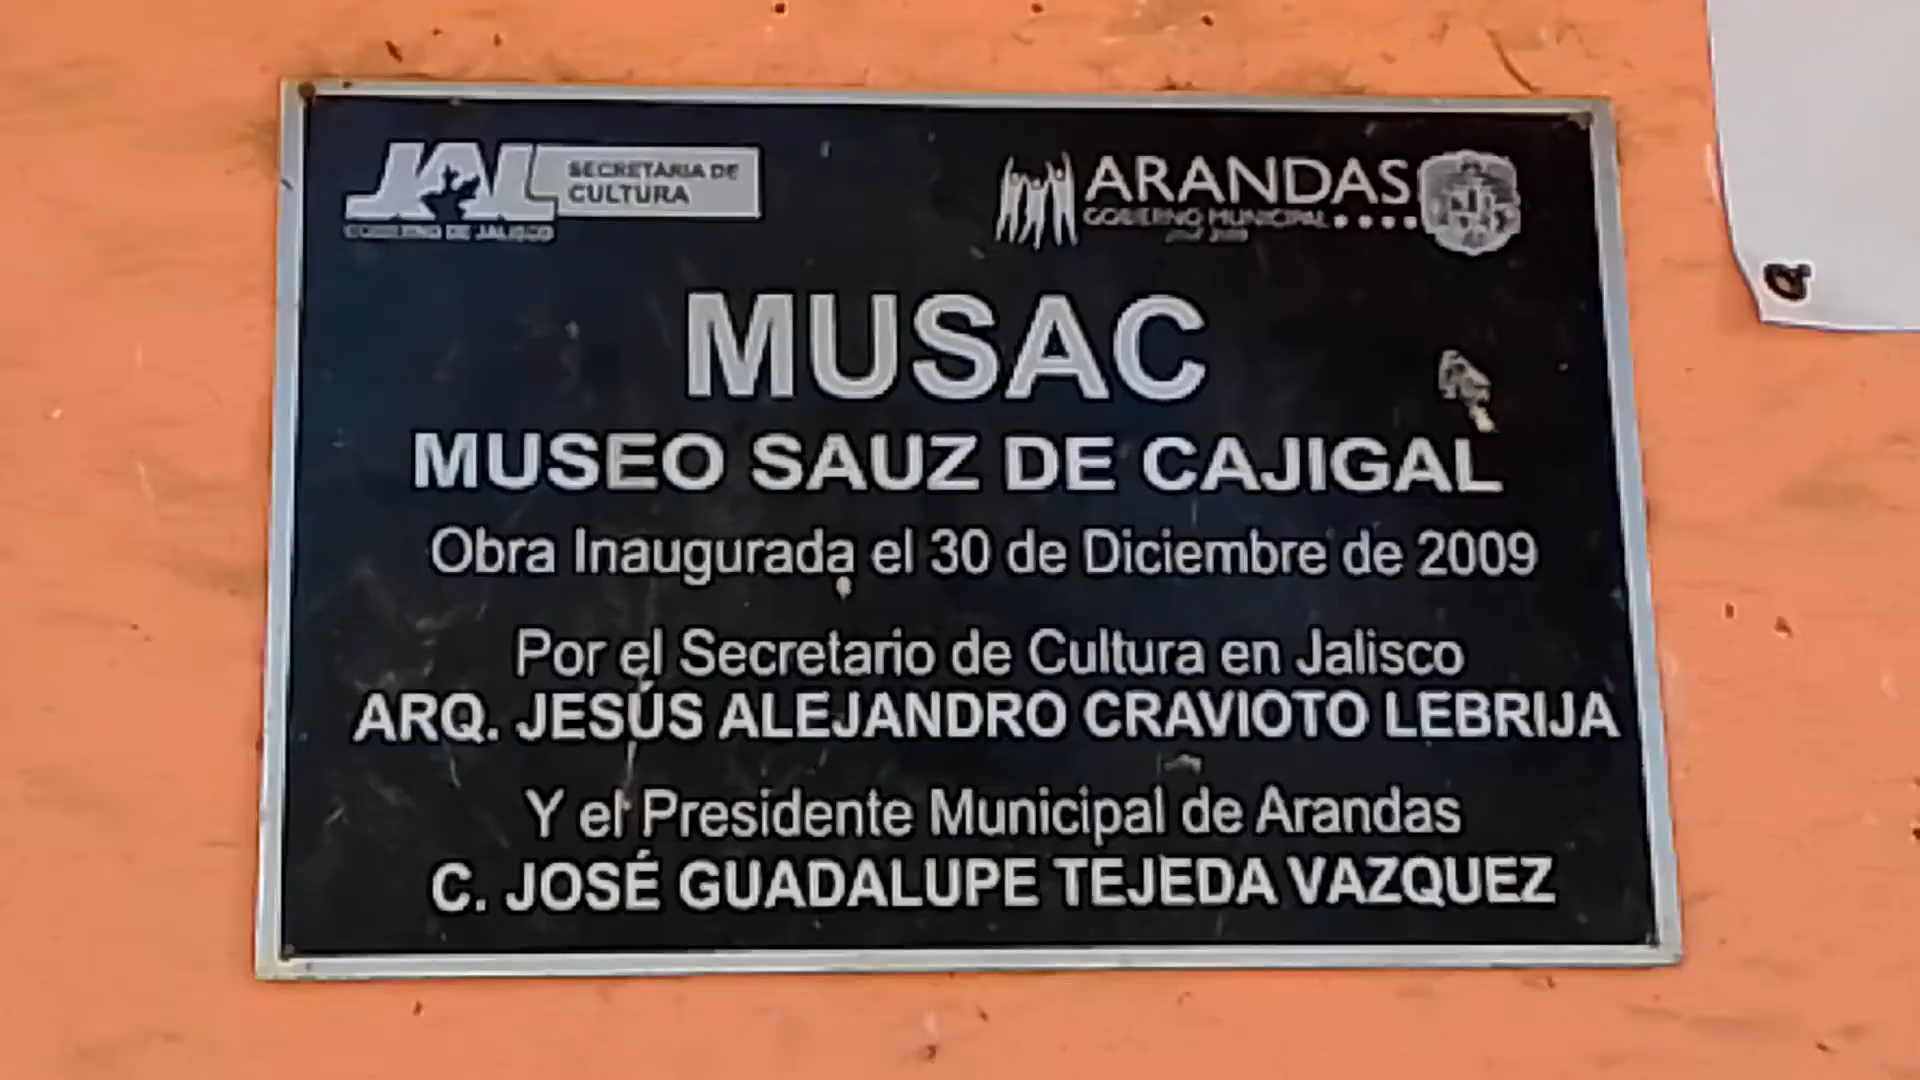 JAL SECRETARÍA DE
CULTURA
GOBIERNO DE JALISCO
ARANDAS
GOBIERNO MUNICIPAL
MUSAC
MUSEO SAUZ DE CAJIGAL
Obra Inaugurada el 30 de Diciembre de 2009
Por el Secretario de Cultura en Jalisco
ARQ. JESÚS ALEJANDRO CRAVIOTO LEBRIJA
Y el Presidente Municipal de Arandas
C. JOSÉ GUADALUPE TEJEDA VAZQUEZ